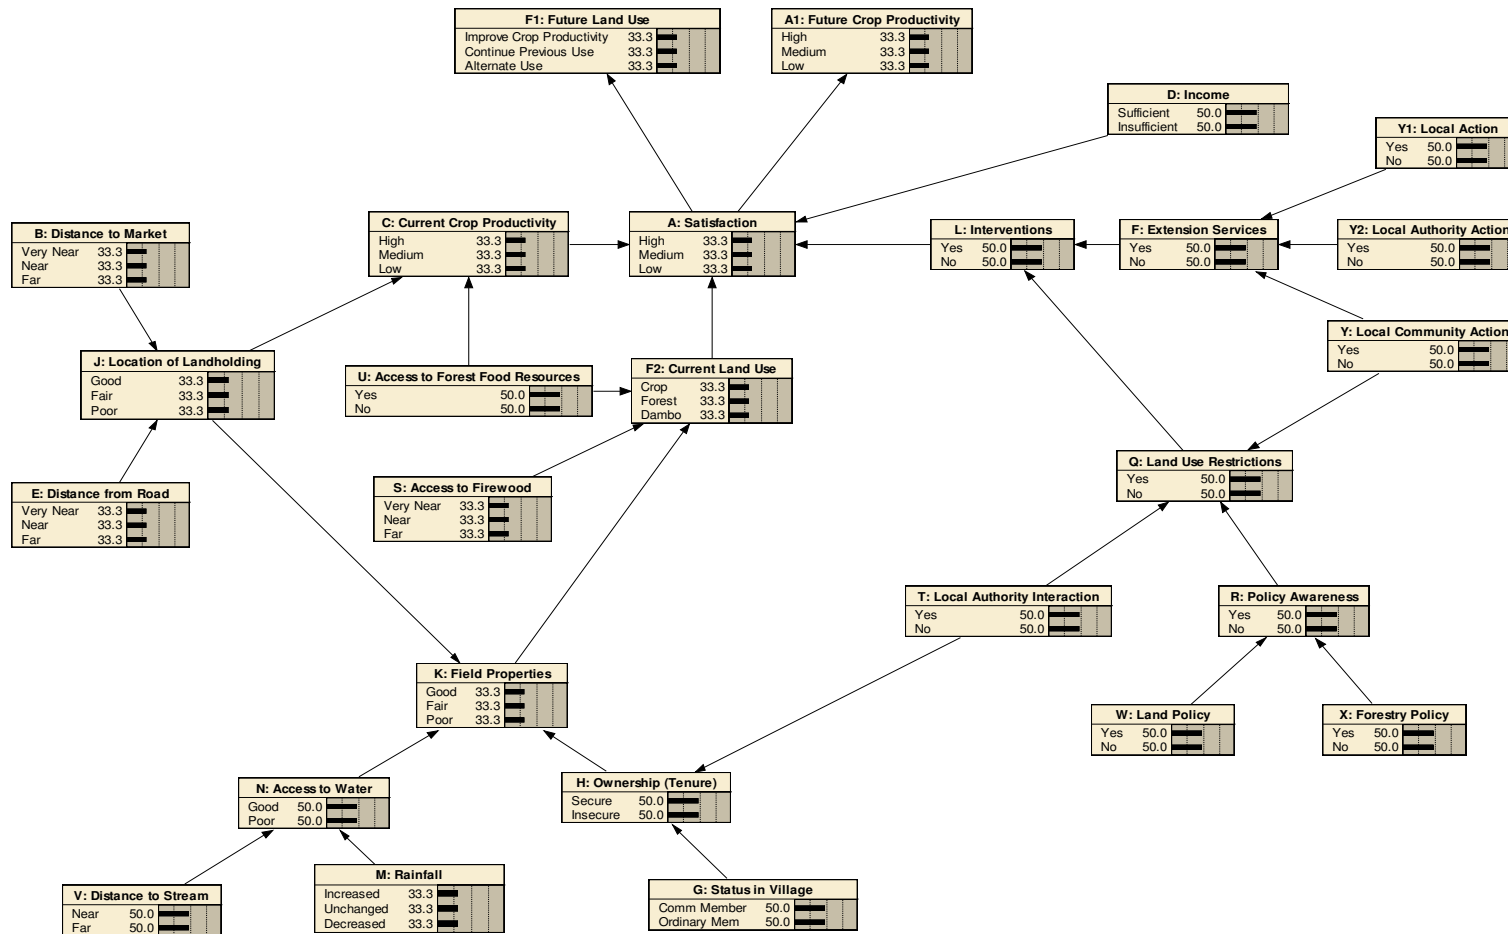 F1: Future Land Use
Improve Crop Productivity 33.3
Continue Previous Use 33.3
Alternate Use 33.3
A1: Future Crop Productivity
High 33.3
Medium 33.3
Low 33.3
D: Income
Sufficient 50.0
Insufficient 50.0
Y1: Local Action
Yes 50.0
No 50.0
B: Distance to Market
Very Near 33.3
Near 33.3
Far 33.3
C: Current Crop Productivity
High 33.3
Medium 33.3
Low 33.3
A: Satisfaction
High 33.3
Medium 33.3
Low 33.3
L: Interventions
Yes 50.0
No 50.0
F: Extension Services
Yes 50.0
No 50.0
Y2: Local Authority Action
Yes 50.0
No 50.0
Y: Local Community Action
Yes 50.0
No 50.0
J: Location of Landholding
Good 33.3
Fair 33.3
Poor 33.3
U: Access to Forest Food Resources
Yes 50.0
No 50.0
F2: Current Land Use
Crop 33.3
Forest 33.3
Dambo 33.3
E: Distance from Road
Very Near 33.3
Near 33.3
Far 33.3
S: Access to Firewood
Very Near 33.3
Near 33.3
Far 33.3
Q: Land Use Restrictions
Yes 50.0
No 50.0
T: Local Authority Interaction
Yes 50.0
No 50.0
R: Policy Awareness
Yes 50.0
No 50.0
K: Field Properties
Good 33.3
Fair 33.3
Poor 33.3
W: Land Policy
Yes 50.0
No 50.0
X: Forestry Policy
Yes 50.0
No 50.0
N: Access to Water
Good 50.0
Poor 50.0
H: Ownership (Tenure)
Secure 50.0
Insecure 50.0
V: Distance to Stream
Near 50.0
Far 50.0
M: Rainfall
Increased 33.3
Unchanged 33.3
Decreased 33.3
G: Status in Village
Comm Member 50.0
Ordinary Mem 50.0